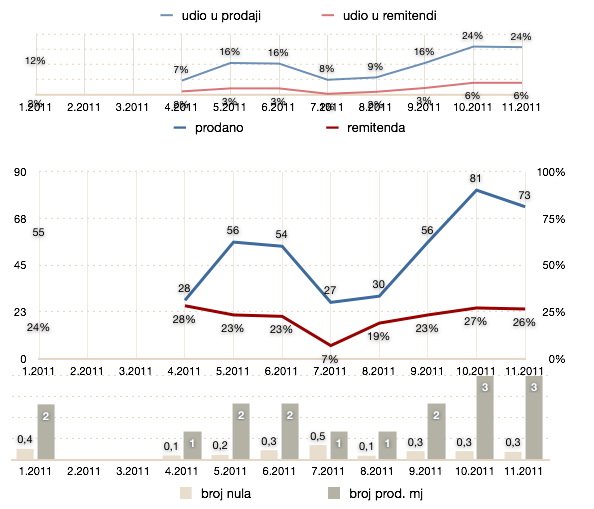 udio u prodaji udio u remitendi
24% 24%
16% 16% 16%
12%
7% 8% 9%
3% 3% 3% 6% 6%
1.2011 2.2011 3.2011 4.2011 5.2011 6.2011 7.2011 8.2011 9.2011 10.2011 11.2011
prodano remitenda
90 81 100%
73
68 55 56 54 56 75%
45 50%
28 27 30
23 24% 28% 23% 23% 19% 23% 27% 26% 25%
0 7% 0%
1.2011 2.2011 3.2011 4.2011 5.2011 6.2011 7.2011 8.2011 9.2011 10.2011 11.2011
3 3
2 2 2 2
0,4 0,1 1 0,2 0,3 0,5 1 0,1 1 0,3 0,3 0,3
1.2011 2.2011 3.2011 4.2011 5.2011 6.2011 7.2011 8.2011 9.2011 10.2011 11.2011
broj nula broj prod. mj